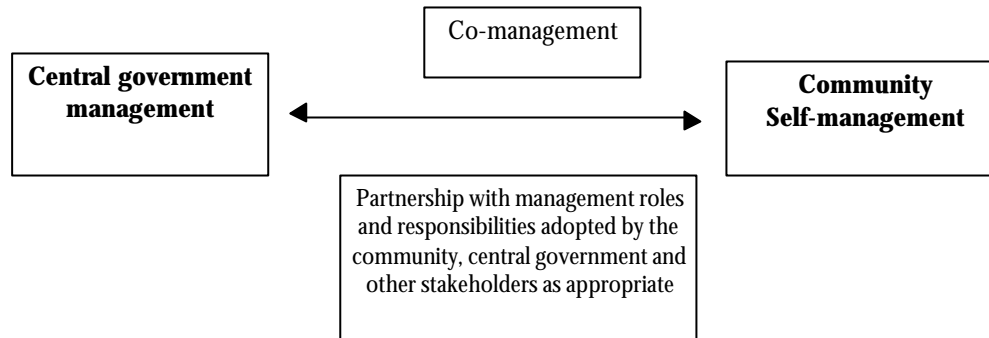 Co-management
Central government
management
Community
Self-management
Partnership with management roles
and responsibilities adopted by the
community, central government and
other stakeholders as appropriate